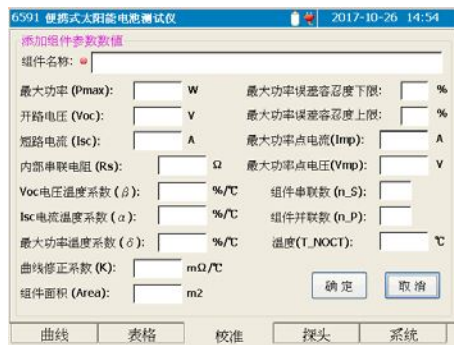 6591 便携式太阳能电池测试仪 2017-10-26 14:54
添加组件参数数值
组件名称:
最大功率 (Pmax): W 最大功率误差容忍度下限: %
开路电压 (Voc): V 最大功率误差容忍度上限: %
短路电流 (Isc): A 最大功率点电流(Imp): A
内部串联电阻 (Rs): Ω 最大功率点电压(Vmp): V
Voc电压温度系数 (β): %/℃ 组件串联数 (n_S):
Isc电流温度系数 (α): %/℃ 组件并联数 (n_P):
最大功率温度系数 (δ): %/℃ 温度(T_NOCT): ℃
曲线修正系数 (K): mΩ/℃
组件面积 (Area): m2
确定 取消
曲线 表格 校准 探头 系统